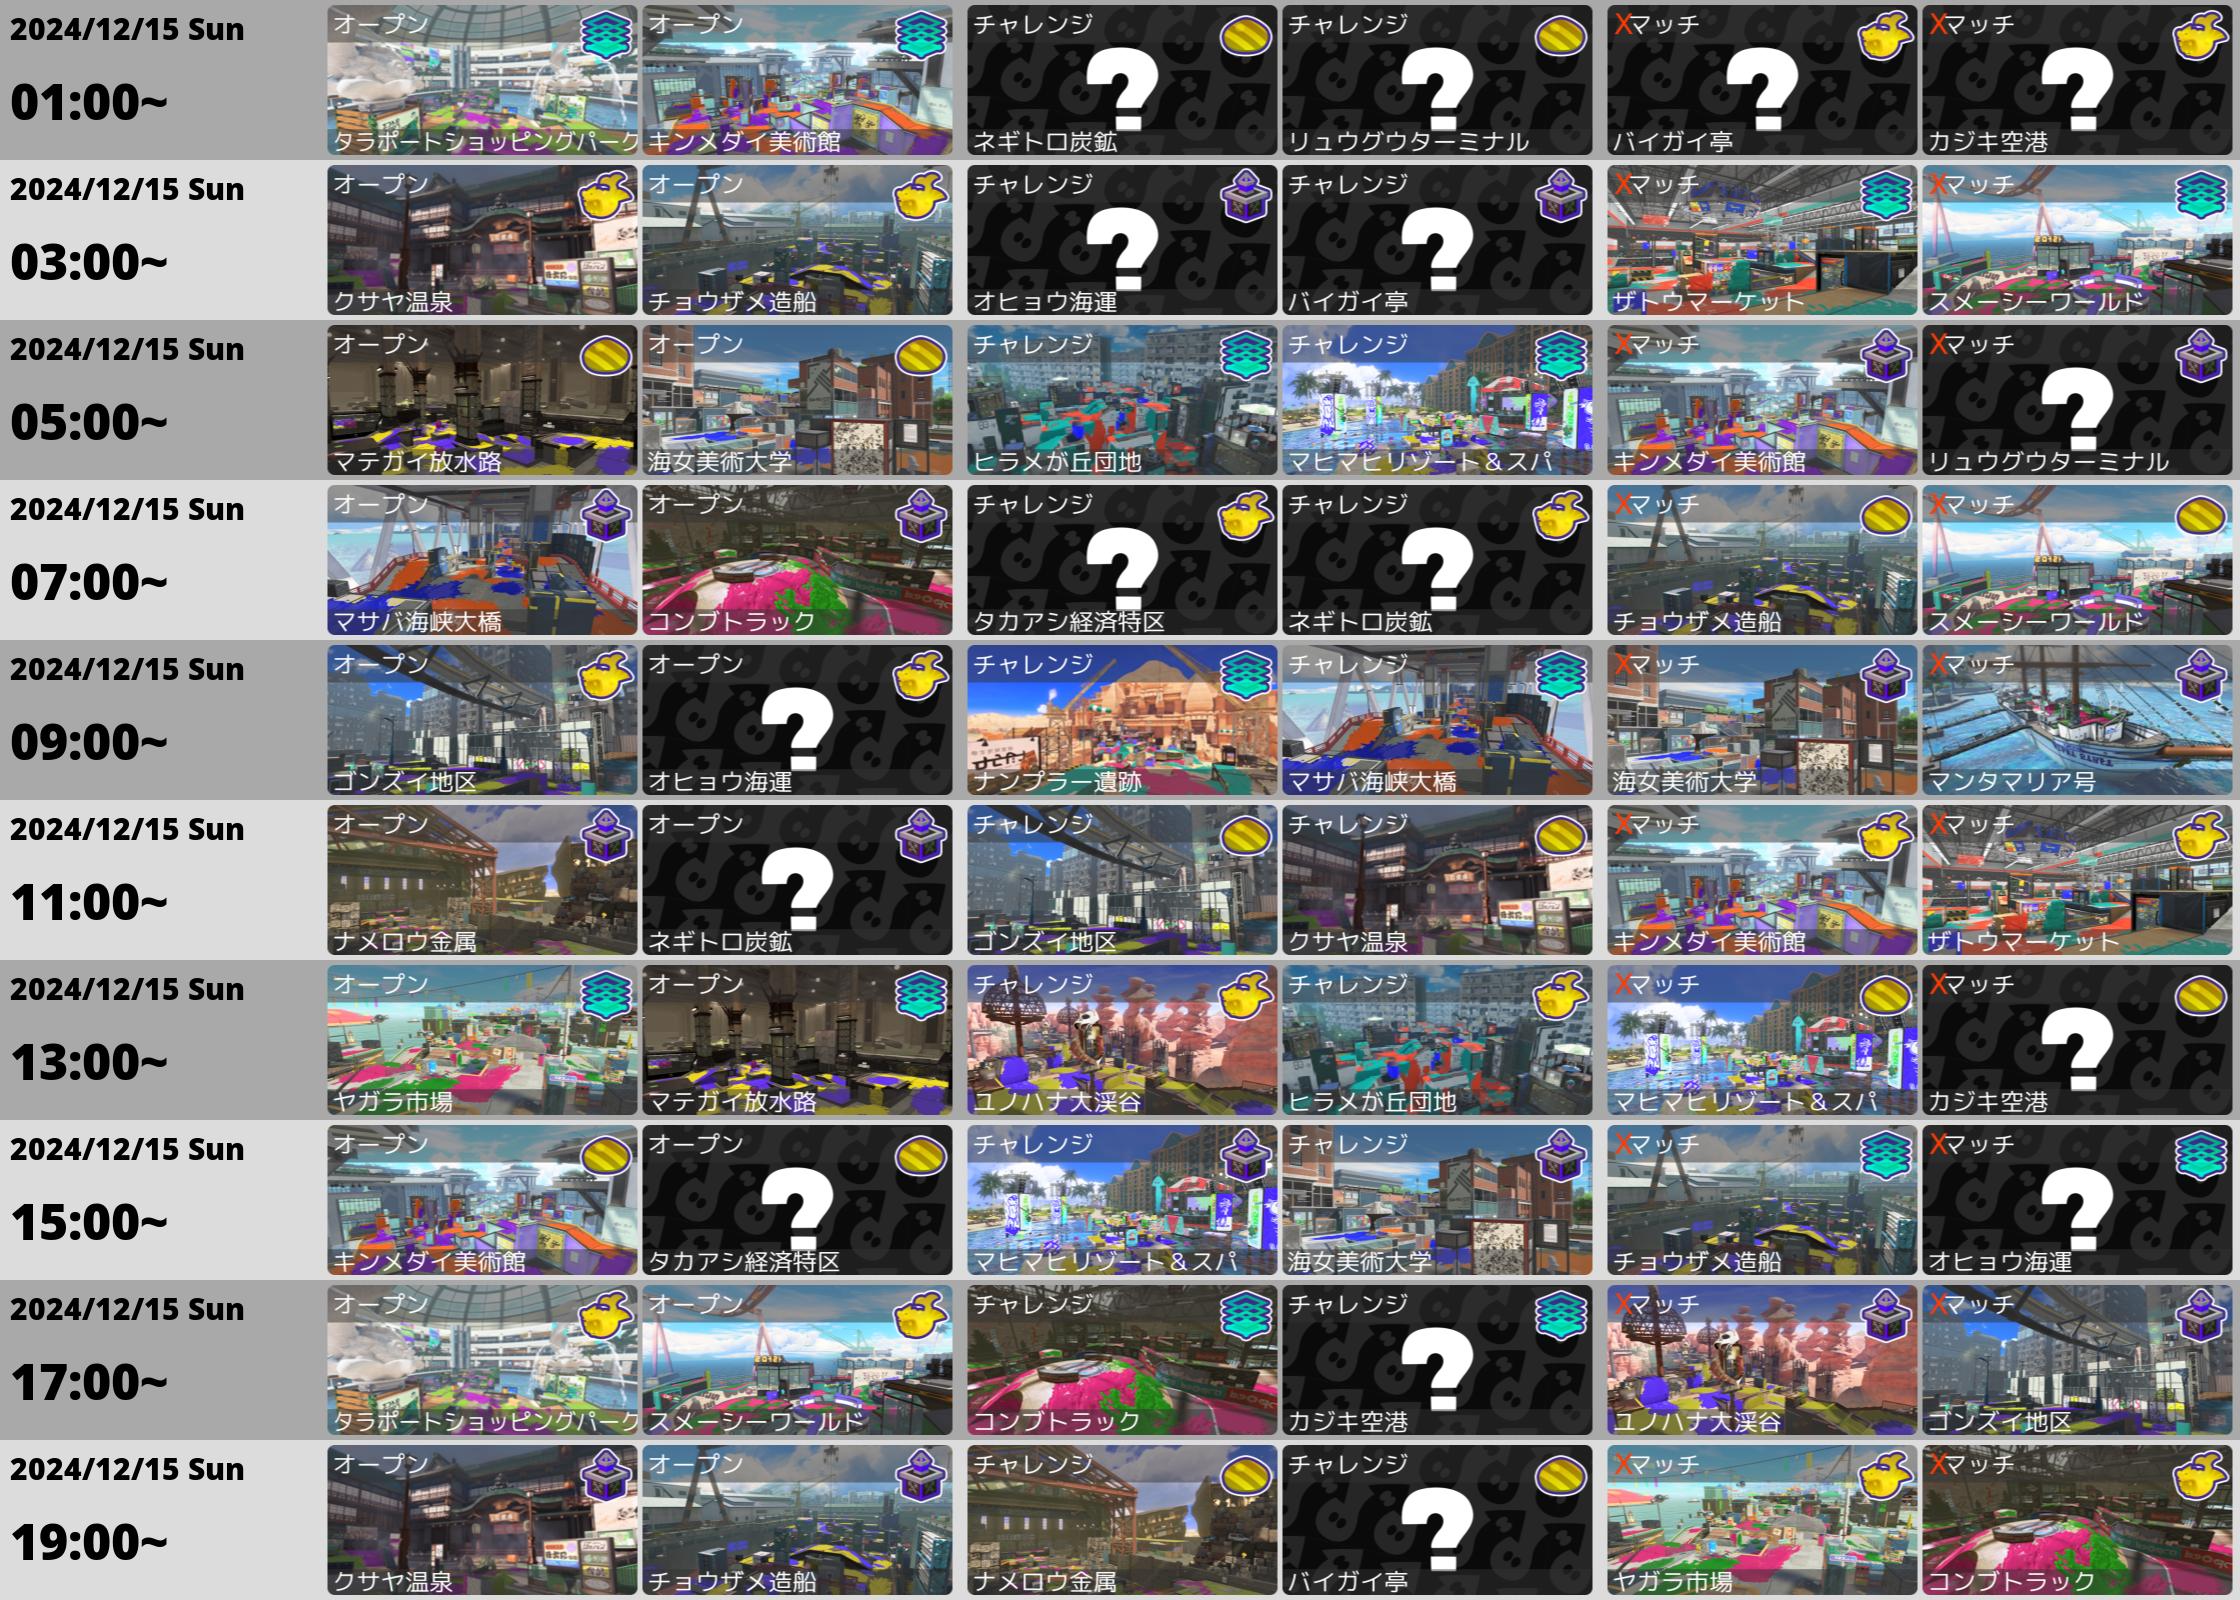 2024/12/15 Sun
01:00~
オープン オープン チャレンジ チャレンジ Xマッチ Xマッチ
タラポートショッピングパーク キンメダイ美術館 ネギトロ炭鉱 リュウグウターミナル バイガイ亭 カジキ空港
2024/12/15 Sun
03:00~
オープン オープン チャレンジ チャレンジ Xマッチ Xマッチ
クサヤ温泉 チョウザメ造船 オヒョウ海運 バイガイ亭 ザトウマーケット スメーシーワールド
2024/12/15 Sun
05:00~
オープン オープン チャレンジ チャレンジ Xマッチ Xマッチ
マテガイ放水路 海女美術大学 ヒラメが丘団地 マヒマヒリゾート＆スパ キンメダイ美術館 リュウグウターミナル
2024/12/15 Sun
07:00~
オープン オープン チャレンジ チャレンジ Xマッチ Xマッチ
マサバ海峡大橋 コンブトラック タカアシ経済特区 ネギトロ炭鉱 チョウザメ造船 スメーシーワールド
2024/12/15 Sun
09:00~
オープン オープン チャレンジ チャレンジ Xマッチ Xマッチ
ゴンズイ地区 オヒョウ海運 ナンプラー遺跡 マサバ海峡大橋 海女美術大学 マンタマリア号
2024/12/15 Sun
11:00~
オープン オープン チャレンジ チャレンジ Xマッチ Xマッチ
ナメロウ金属 ネギトロ炭鉱 ゴンズイ地区 クサヤ温泉 キンメダイ美術館 ザトウマーケット
2024/12/15 Sun
13:00~
オープン オープン チャレンジ チャレンジ Xマッチ Xマッチ
ヤガラ市場 マテガイ放水路 ユノハナ大渓谷 ヒラメが丘団地 マヒマヒリゾート＆スパ カジキ空港
2024/12/15 Sun
15:00~
オープン オープン チャレンジ チャレンジ Xマッチ Xマッチ
キンメダイ美術館 タカアシ経済特区 マヒマヒリゾート＆スパ 海女美術大学 チョウザメ造船 オヒョウ海運
2024/12/15 Sun
17:00~
オープン オープン チャレンジ チャレンジ Xマッチ Xマッチ
タラポートショッピングパーク スメーシーワールド コンブトラック カジキ空港 ユノハナ大渓谷 ゴンズイ地区
2024/12/15 Sun
19:00~
オープン オープン チャレンジ チャレンジ Xマッチ Xマッチ
クサヤ温泉 チョウザメ造船 ナメロウ金属 バイガイ亭 ヤガラ市場 コンブトラック